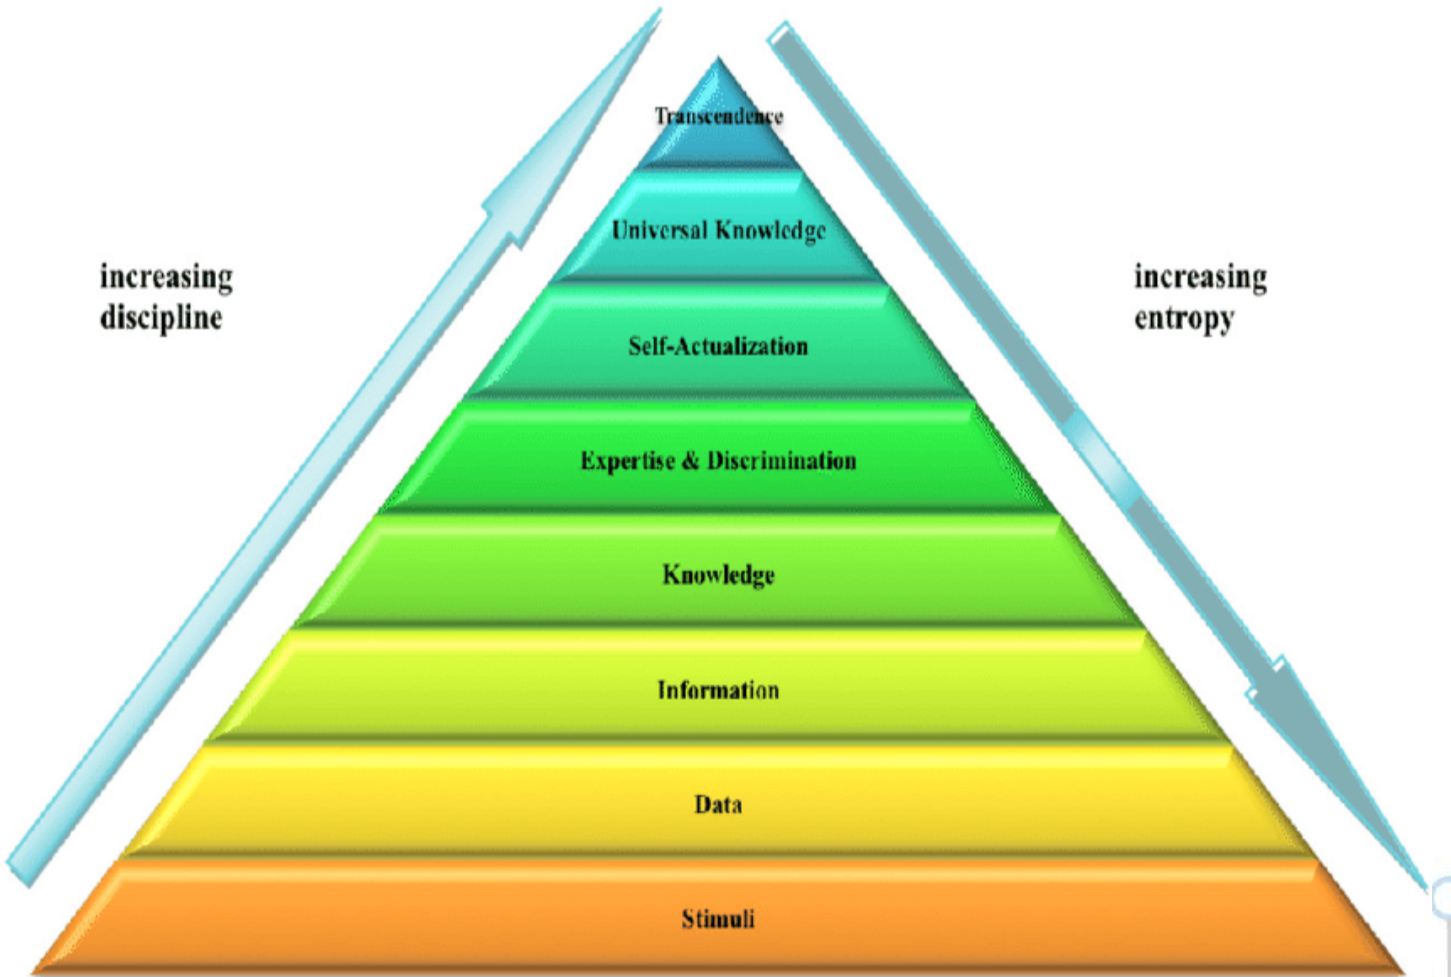 Transcendence
Universal Knowledge
increasing
discipline
increasing
entropy
Self-Actualization
Expertise & Discrimination
Knowledge
Information
Data
Stimuli